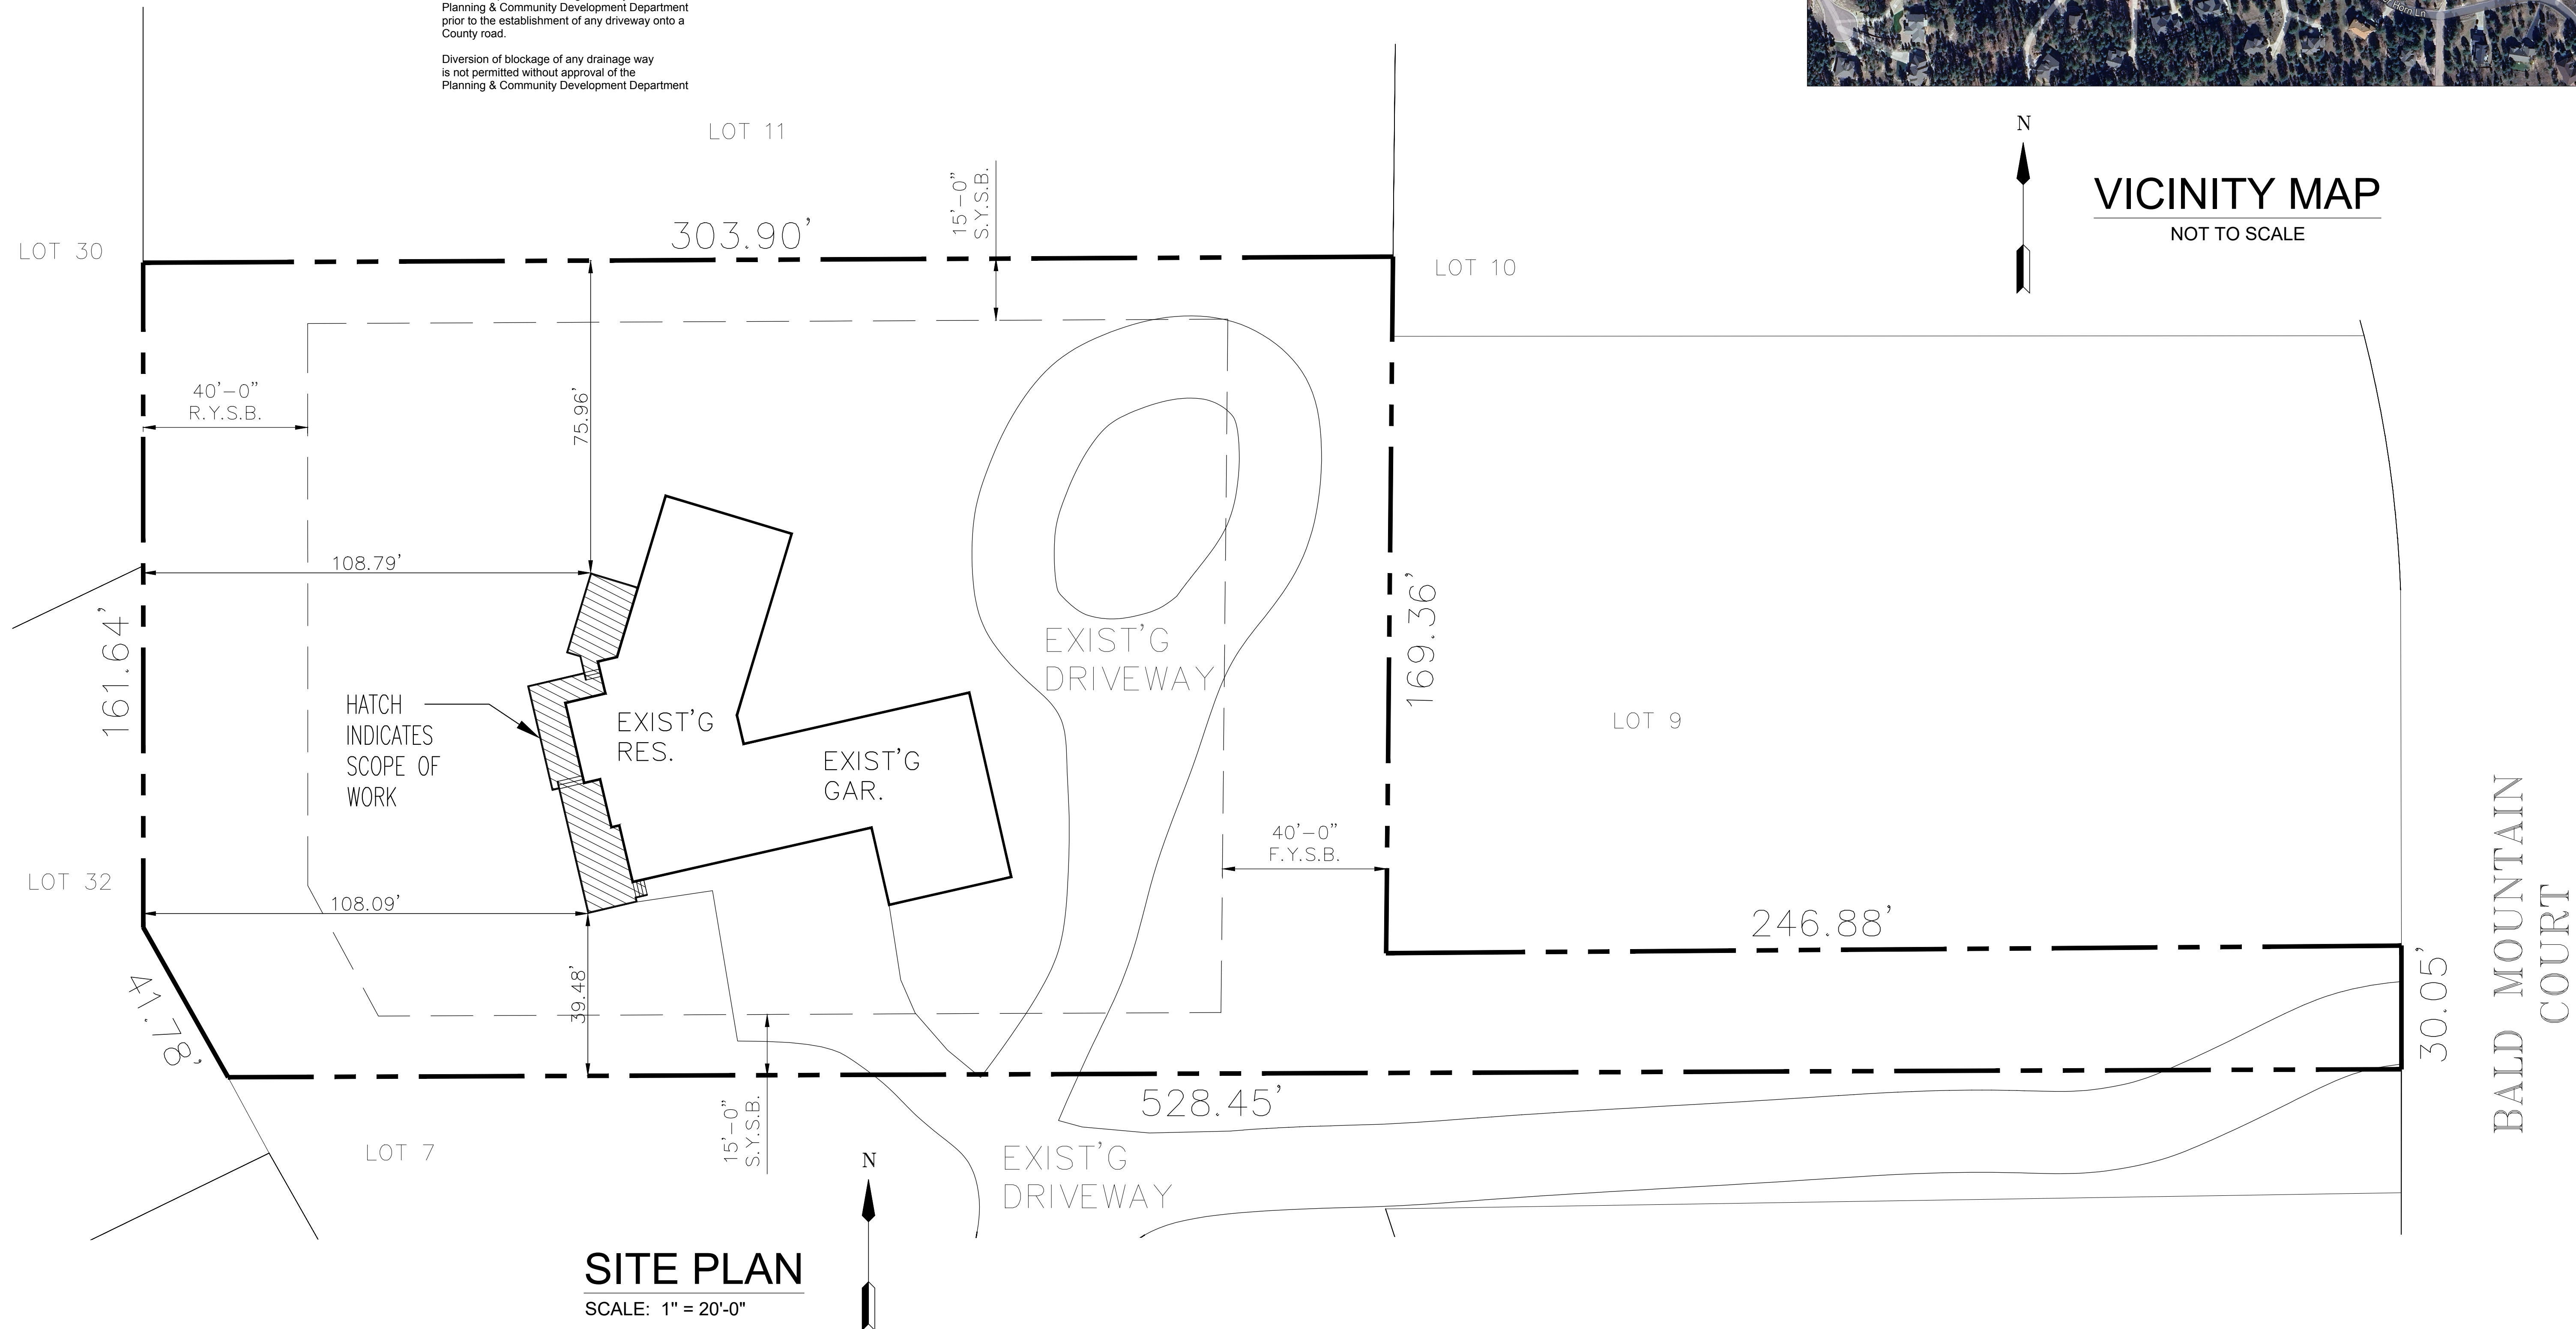 Planning & Community Development Department
prior to the establishment of any driveway onto a
County road.
Diversion of blockage of any drainage way
is not permitted without approval of the
Planning & Community Development Department
Horn Ln
N
VICINITY MAP
NOT TO SCALE
LOT 11
LOT 30
303.90'
15'-0"
S.Y.S.B.
LOT 10
40'-0"
R.Y.S.B.
75.96'
108.79'
161.64'
HATCH
INDICATES
SCOPE OF
WORK
EXIST'G
RES.
EXIST'G
GAR.
EXIST'G
DRIVEWAY
169.36'
LOT 9
40'-0"
F.Y.S.B.
LOT 32
108.09'
39.48'
41.78'
246.88'
30.05'
BALD MOUNTAIN
COURT
528.45'
15'-0"
S.Y.S.B.
LOT 7
EXIST'G
DRIVEWAY
N
SITE PLAN
SCALE: 1" = 20'-0"